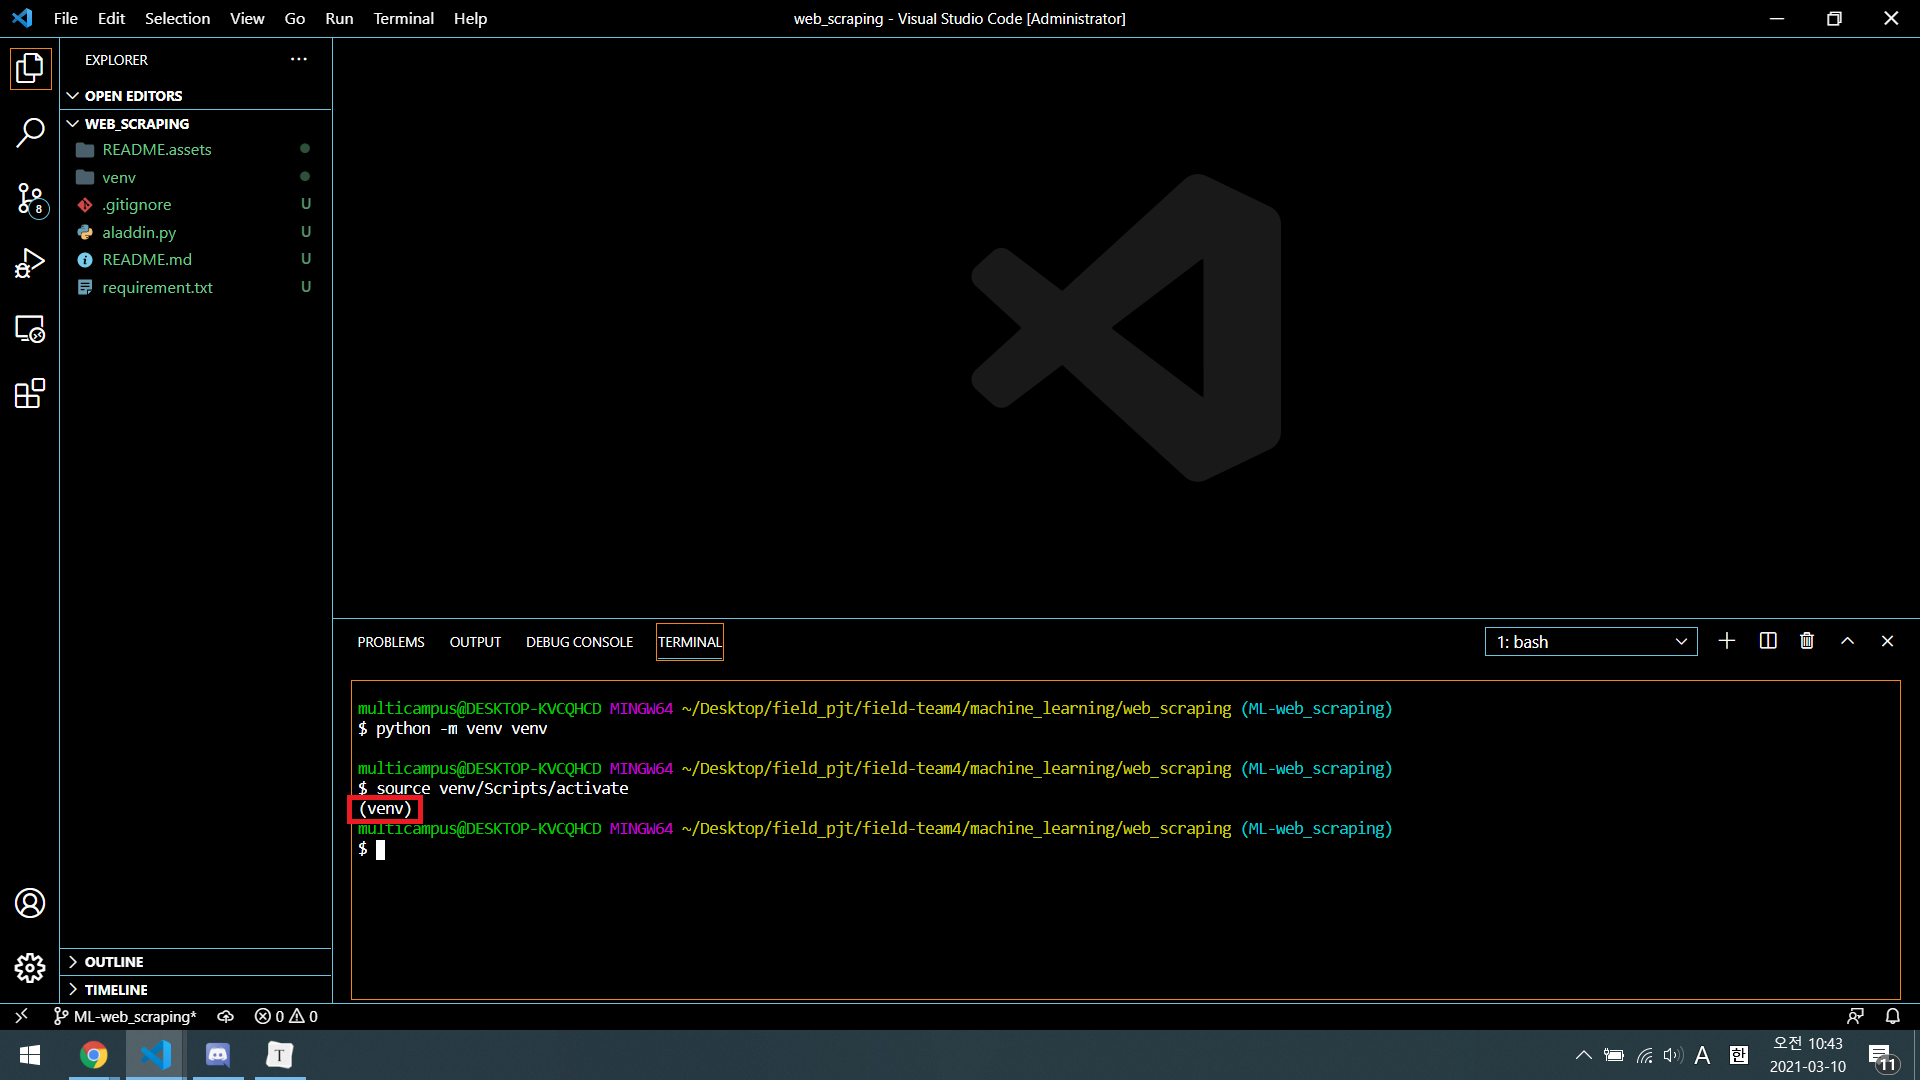 File Edit Selection View Go Run Terminal Help
web_scraping - Visual Studio Code [Administrator]
EXPLORER
OPEN EDITORS
WEB_SCRAPING
README.assets
venv
.gitignore U
aladdin.py U
README.md U
requirement.txt U
8
OUTLINE
TIMELINE
PROBLEMS OUTPUT DEBUG CONSOLE TERMINAL
1: bash
multicampus@DESKTOP-KVCQHCD MINGW64 ~/Desktop/field_pjt/field-team4/machine_learning/web_scraping (ML-web_scraping)
$ python -m venv venv
multicampus@DESKTOP-KVCQHCD MINGW64 ~/Desktop/field_pjt/field-team4/machine_learning/web_scraping (ML-web_scraping)
$ source venv/Scripts/activate
(venv)
multicampus@DESKTOP-KVCQHCD MINGW64 ~/Desktop/field_pjt/field-team4/machine_learning/web_scraping (ML-web_scraping)
$
ML-web_scraping* 0 0
T
A 한
오전 10:43
2021-03-10
11